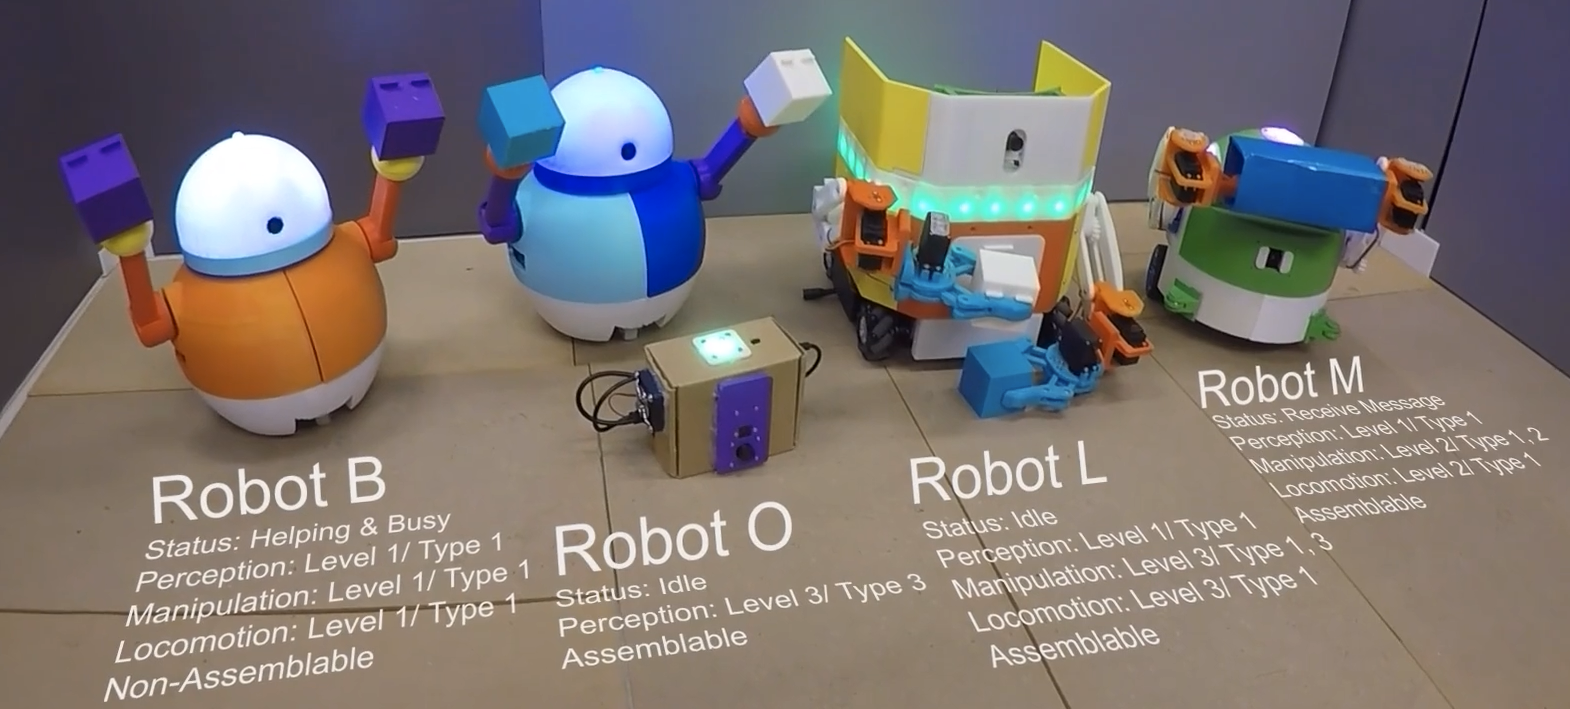 Robot B
Status: Helping & Busy
Perception: Level 1/ Type 1
Manipulation: Level 1/ Type 1
Locomotion: Level 1/ Type 1
Non-Assemblable
Robot O
Status: Idle
Perception: Level 3/ Type 3
Assemblable
Robot L
Status: Idle
Perception: Level 1/ Type 1
Manipulation: Level 3/ Type 1, 3
Locomotion: Level 3/ Type 1
Assemblable
Robot M
Status: Receive Message
Perception: Level 1/ Type 1
Manipulation: Level 2/ Type 1, 2
Locomotion: Level 2/ Type 1
Assemblable